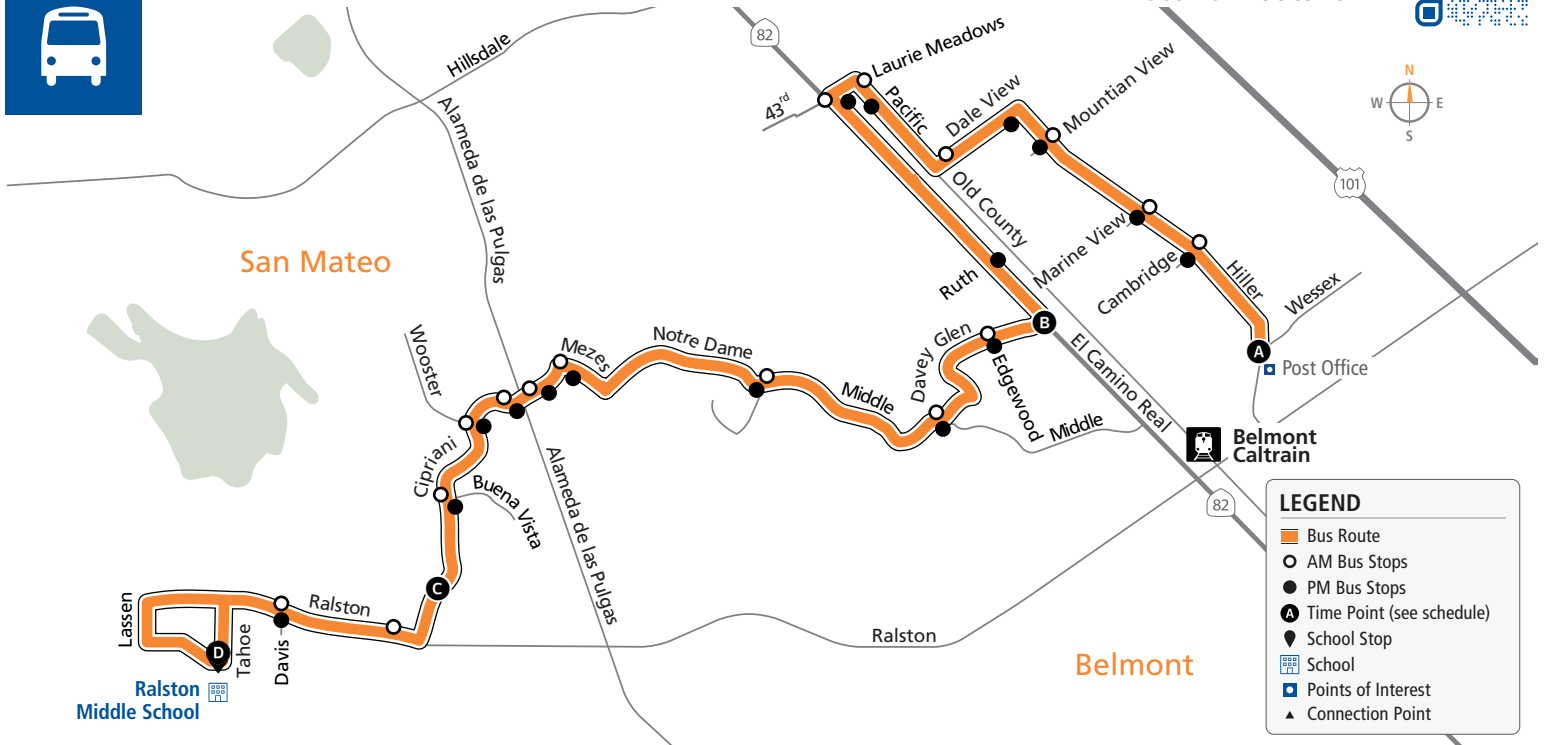 82
Hillsdale
Laurie Meadows
43rd
Pacific
Dale View
Mountian View
N
W
E
S
101
Alameda de las Pulgas
Old County
San Mateo
Ruth
Marine View
Cambridge
Hiller
Wessex
B
A
Post Office
Wooster
Mezes
Notre Dame
Davey Glen
Edgewood
El Camino Real
Middle
Middle
Cipriani
Belmont
Caltrain
Buena Vista
Alameda de las Pulgas
82
C
Lassen
Ralston
Tahoe
Davis
D
Ralston
Belmont
Ralston
Middle School
LEGEND
Bus Route
AM Bus Stops
PM Bus Stops
A Time Point (see schedule)
School Stop
School
Points of Interest
Connection Point